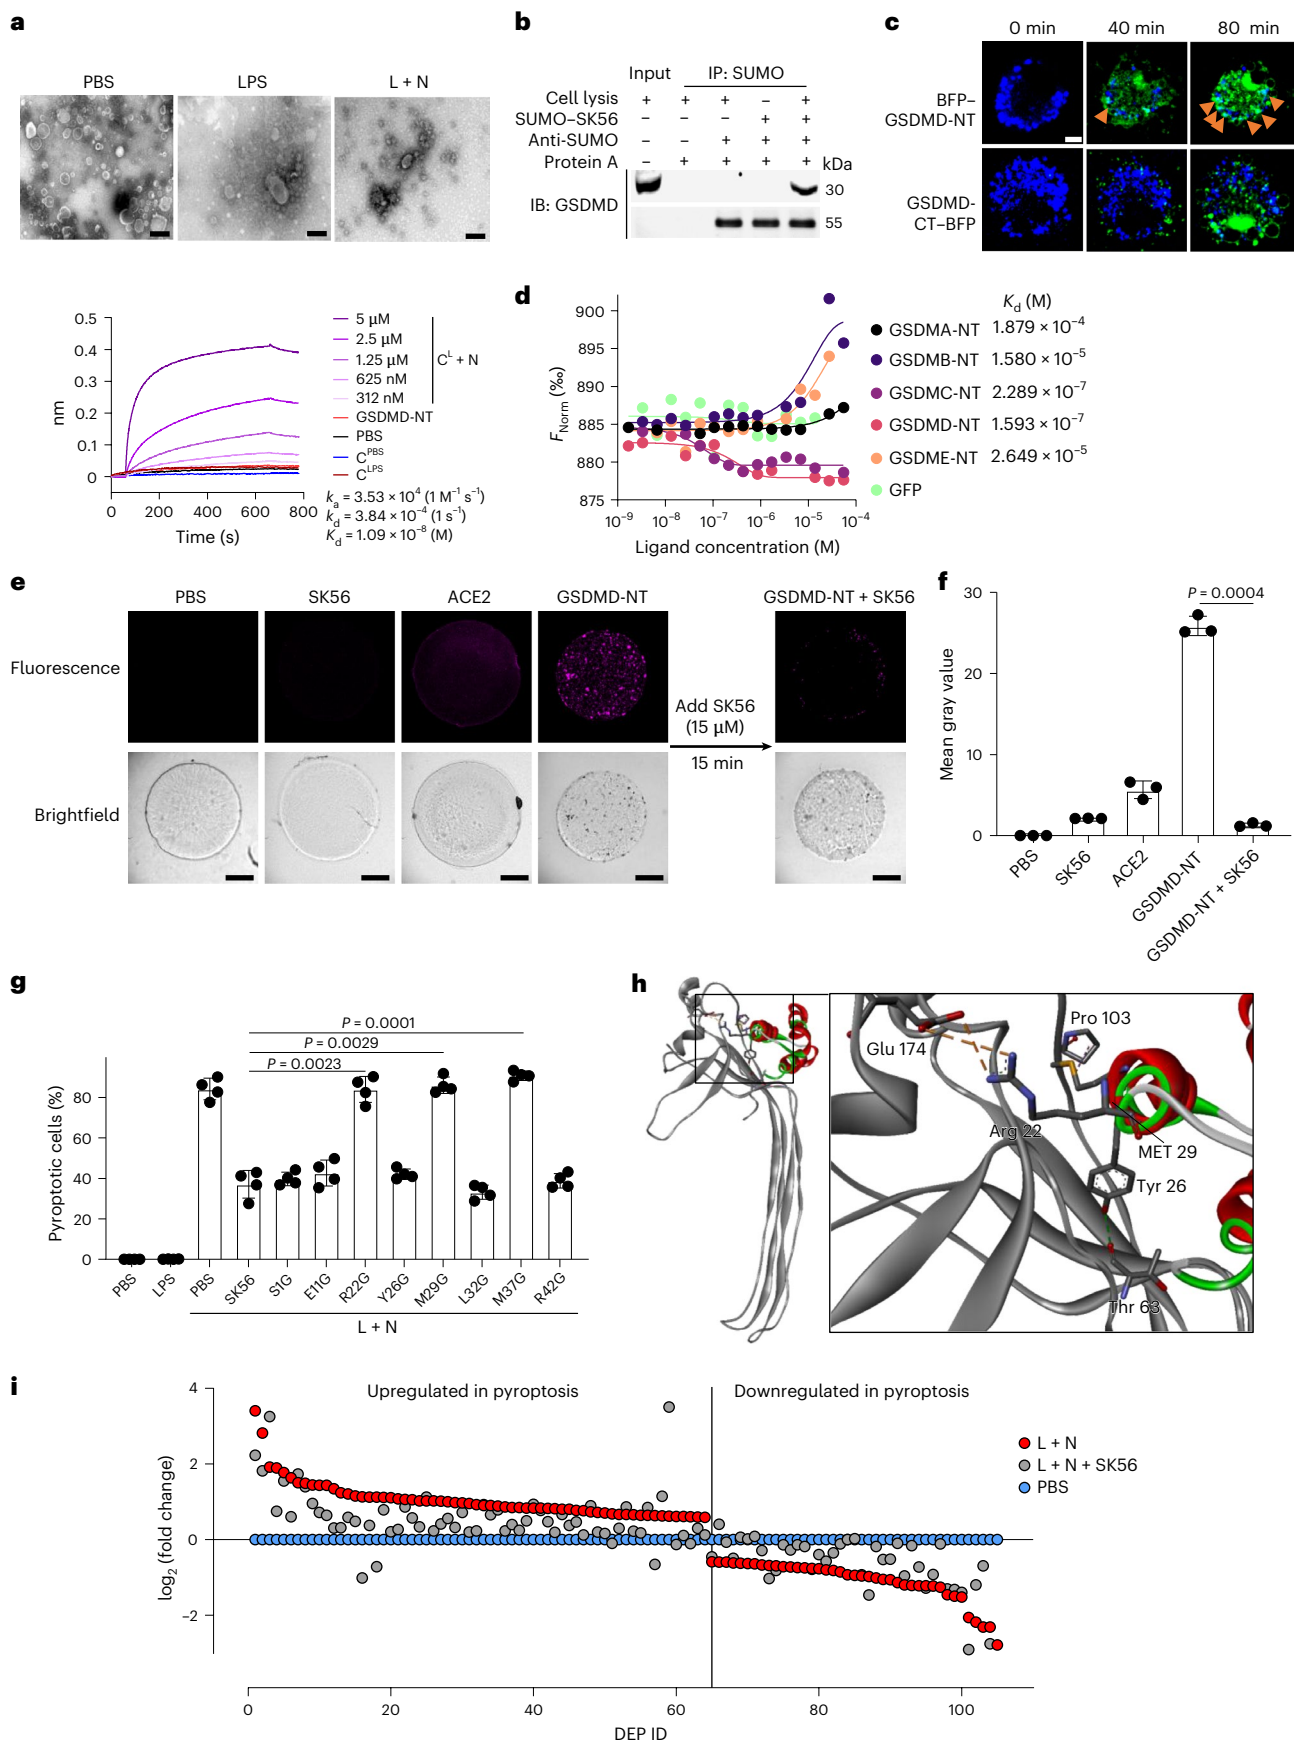 a
PBS
LPS
L + N
0.5
0.4
0.3
0.2
0.1
0
nm
0
200
400
600
800
Time (s)
5 µM
2.5 µM
1.25 µM
625 nM
312 nM
C^L + N
GSDMD-NT
PBS
C^PBS
C^LPS
k_a = 3.53 × 10^4 (1 M^−1 s^−1)
k_d = 3.84 × 10^−4 (1 s^−1)
K_d = 1.09 × 10^−8 (M)
b
Input
IP: SUMO
Cell lysis + + + − +
SUMO–SK56 − − − + +
Anti-SUMO − − + + +
Protein A − + + + +
kDa
IB: GSDMD
30
55
c
0 min
40 min
80 min
BFP–
GSDMD-NT
GSDMD-
CT–BFP
d
900
895
890
885
880
875
F_Norm (‰)
10^−9
10^−8
10^−7
10^−6
10^−5
10^−4
Ligand concentration (M)
K_d (M)
GSDMA-NT 1.879 × 10^−4
GSDMB-NT 1.580 × 10^−5
GSDMC-NT 2.289 × 10^−7
GSDMD-NT 1.593 × 10^−7
GSDME-NT 2.649 × 10^−5
GFP
e
PBS
SK56
ACE2
GSDMD-NT
GSDMD-NT + SK56
Fluorescence
Brightfield
Add SK56
(15 µM)
15 min
f
30
20
10
0
Mean gray value
P = 0.0004
PBS
SK56
ACE2
GSDMD-NT
GSDMD-NT + SK56
g
P = 0.0001
P = 0.0029
P = 0.0023
80
60
40
20
0
Pyroptotic cells (%)
PBS
LPS
PBS
SK56
S1G
E11G
R22G
Y26G
M29G
L32G
M37G
R42G
L + N
h
Glu 174
Pro 103
Arg 22
MET 29
Tyr 26
Thr 63
i
Upregulated in pyroptosis
Downregulated in pyroptosis
4
2
0
−2
log_2 (fold change)
0
20
40
60
80
100
DEP ID
L + N
L + N + SK56
PBS